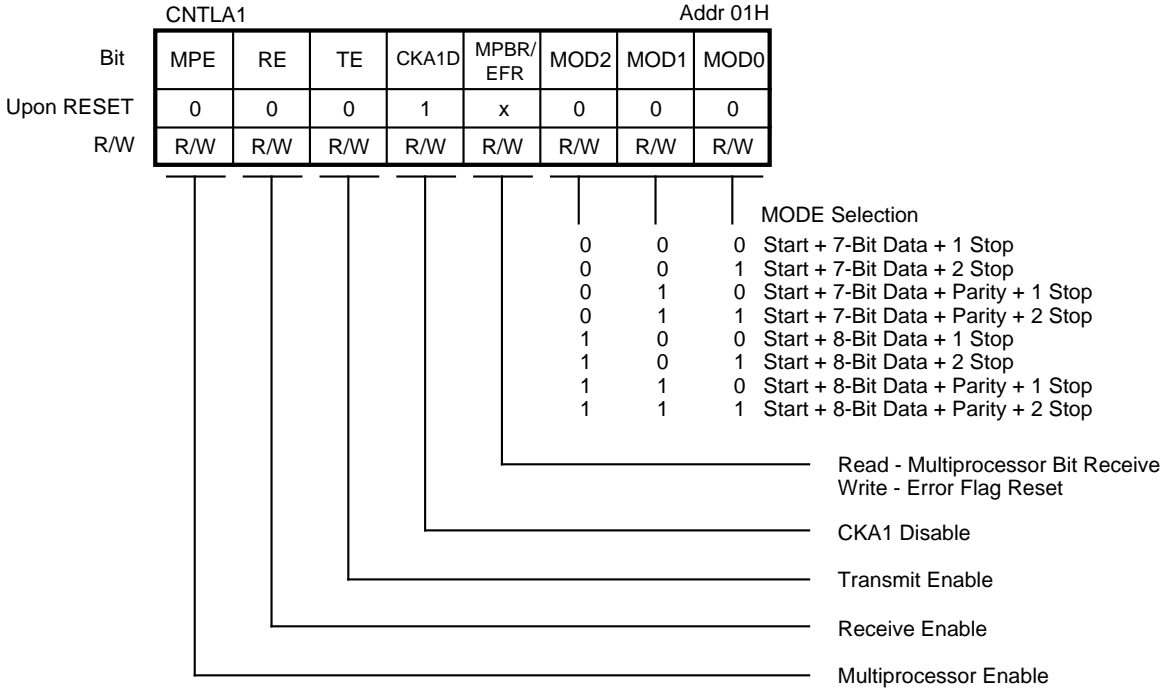 CNTLA1 Addr 01H
Bit MPE RE TE CKA1D MPBR/ EFR MOD2 MOD1 MOD0
Upon RESET 0 0 0 1 x 0 0 0
R/W R/W R/W R/W R/W R/W R/W R/W R/W
MODE Selection
0 0 0 Start + 7-Bit Data + 1 Stop
0 0 1 Start + 7-Bit Data + 2 Stop
0 1 0 Start + 7-Bit Data + Parity + 1 Stop
0 1 1 Start + 7-Bit Data + Parity + 2 Stop
1 0 0 Start + 8-Bit Data + 1 Stop
1 0 1 Start + 8-Bit Data + 2 Stop
1 1 0 Start + 8-Bit Data + Parity + 1 Stop
1 1 1 Start + 8-Bit Data + Parity + 2 Stop
Read - Multiprocessor Bit Receive
Write - Error Flag Reset
CKA1 Disable
Transmit Enable
Receive Enable
Multiprocessor Enable